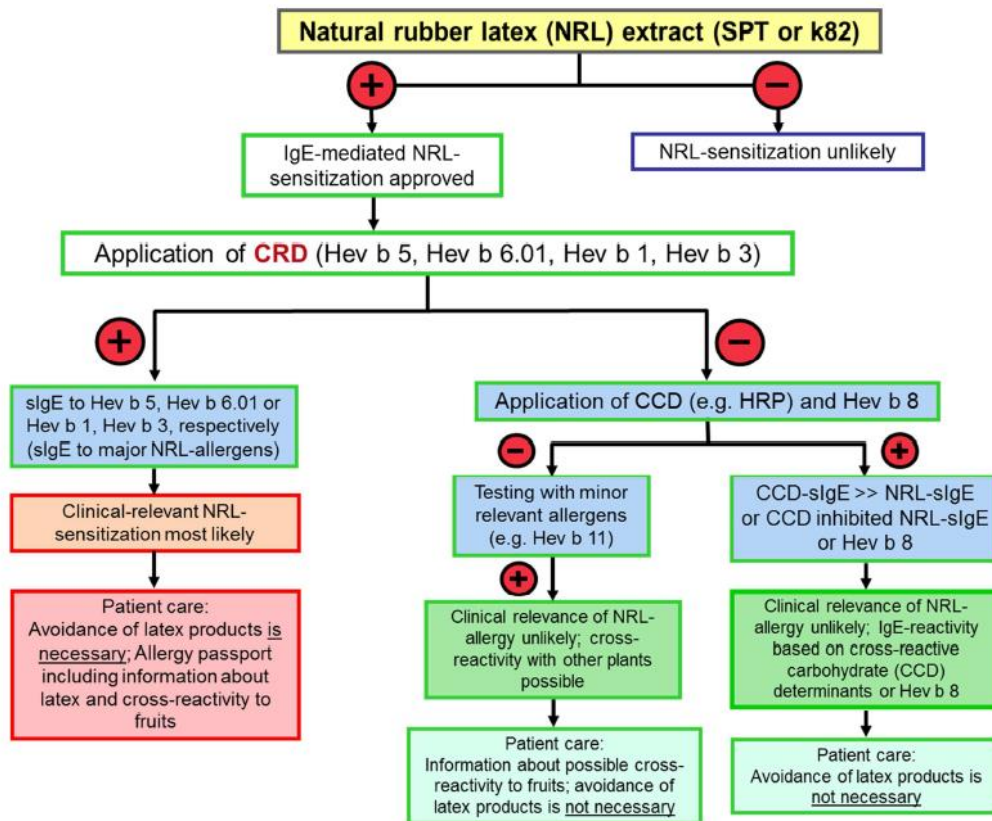 Natural rubber latex (NRL) extract (SPT or k82)
+
−
IgE-mediated NRL-
sensitization approved
NRL-sensitization unlikely
Application of CRD (Hev b 5, Hev b 6.01, Hev b 1, Hev b 3)
+
−
sIgE to Hev b 5, Hev b 6.01 or
Hev b 1, Hev b 3, respectively
(sIgE to major NRL-allergens)
Clinical-relevant NRL-
sensitization most likely
Patient care:
Avoidance of latex products is
necessary; Allergy passport
including information about
latex and cross-reactivity to
fruits
Application of CCD (e.g. HRP) and Hev b 8
−
+
Testing with minor
relevant allergens
(e.g. Hev b 11)
+
Clinical relevance of NRL-
allergy unlikely; cross-
reactivity with other plants
possible
Patient care:
Information about possible cross-
reactivity to fruits; avoidance of
latex products is not necessary
CCD-sIgE >> NRL-sIgE
or CCD inhibited NRL-sIgE
or Hev b 8
Clinical relevance of NRL-
allergy unlikely; IgE-reactivity
based on cross-reactive
carbohydrate (CCD)
determinants or Hev b 8
Patient care:
Avoidance of latex products is
not necessary